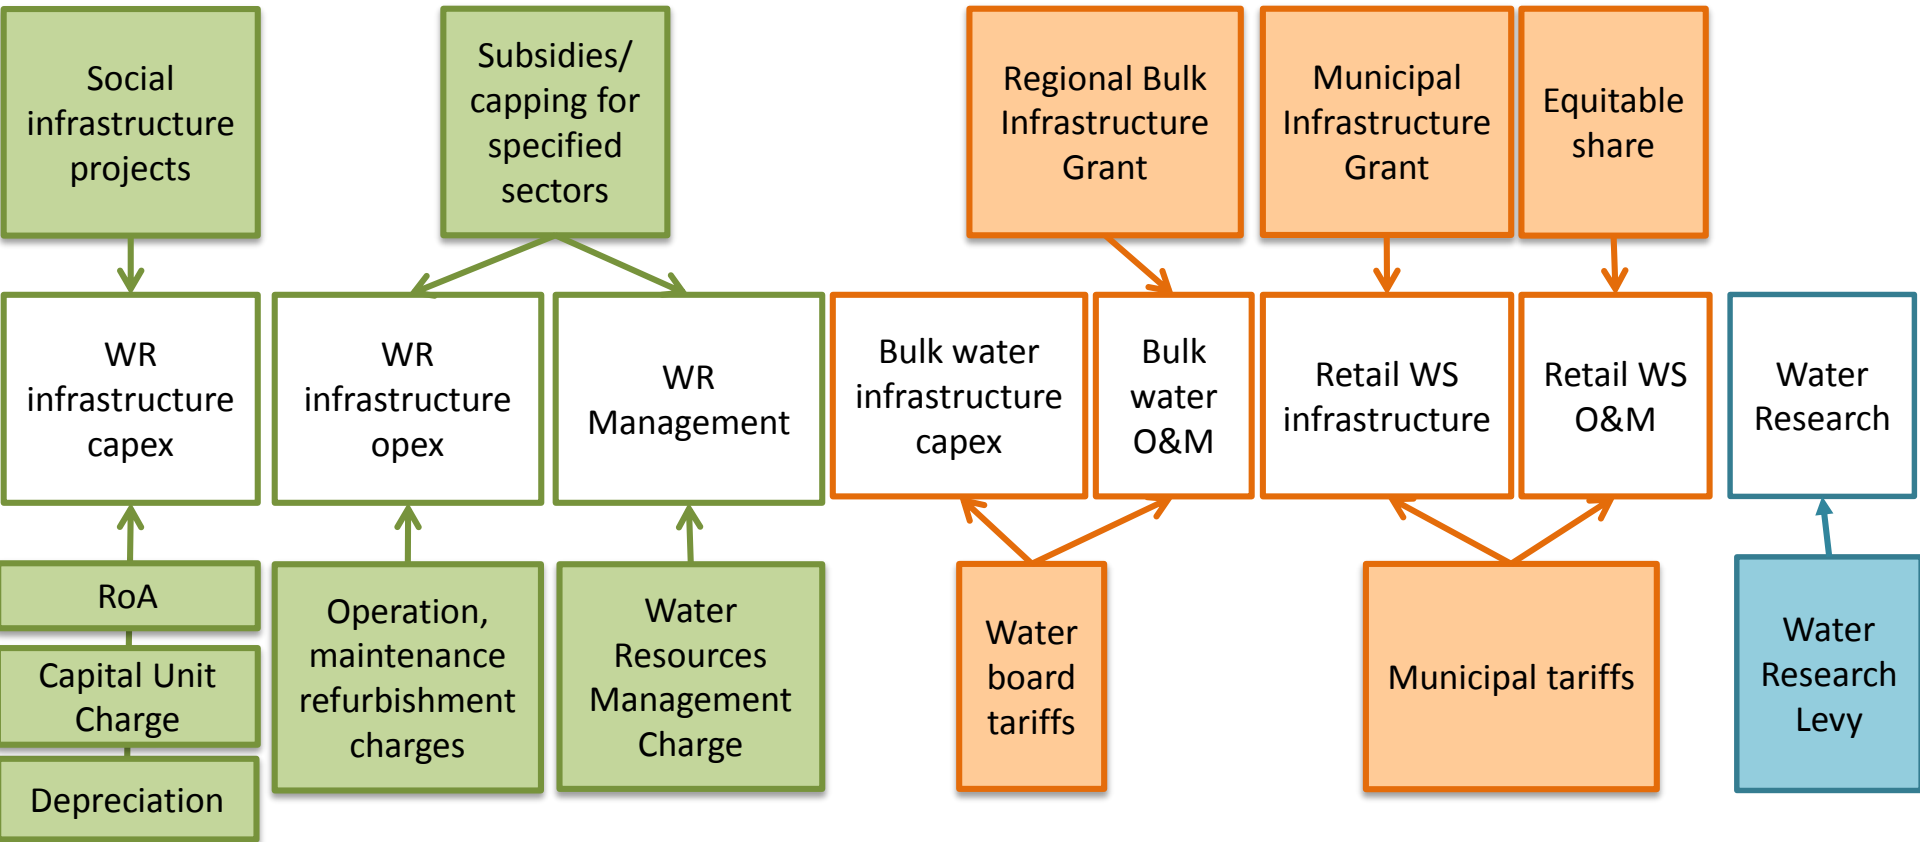 Social
infrastructure
projects
Subsidies/
capping for
specified
sectors
Regional Bulk
Infrastructure
Grant
Municipal
Infrastructure
Grant
Equitable
share
WR
infrastructure
capex
WR
infrastructure
opex
WR
Management
Bulk water
infrastructure
capex
Bulk
water
O&M
Retail WS
infrastructure
Retail WS
O&M
Water
Research
RoA
Capital Unit
Charge
Depreciation
Operation,
maintenance
refurbishment
charges
Water
Resources
Management
Charge
Water
board
tariffs
Municipal tariffs
Water
Research
Levy